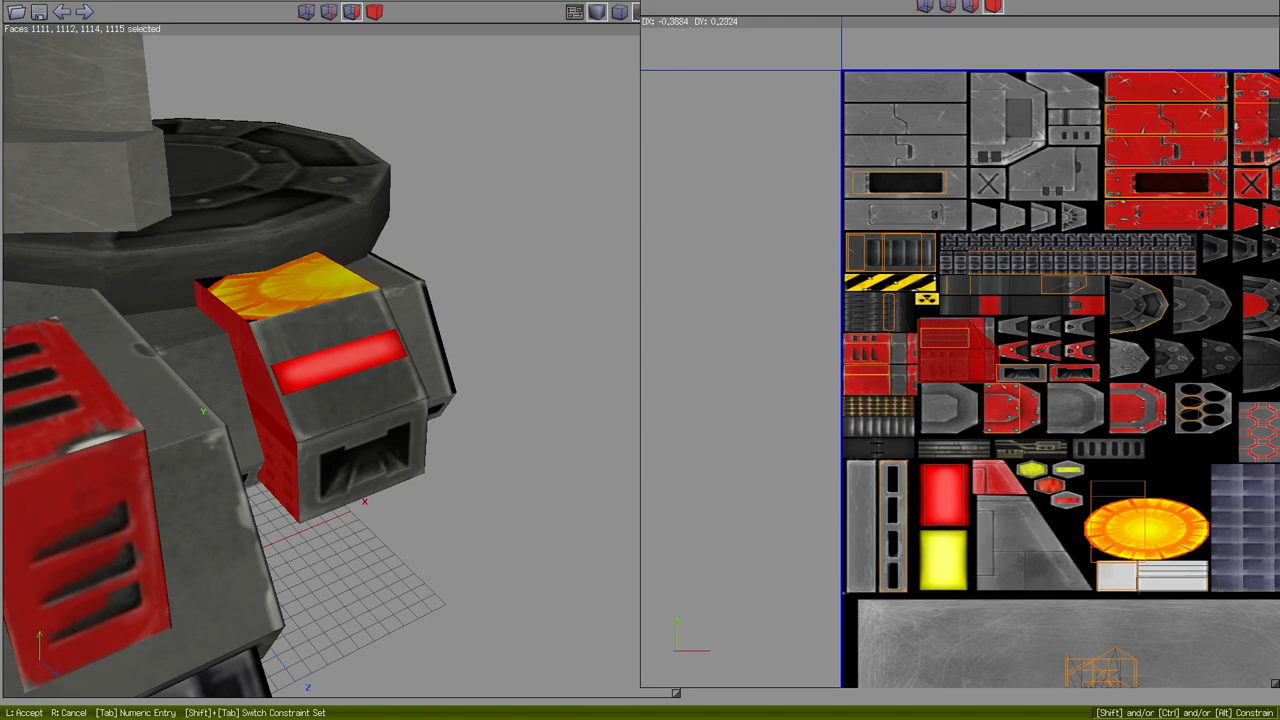 DX: -0.3884 DY: 0.2324
Faces 1111, 1112, 1114, 1115 selected
Y
X
Z
L: Accept R: Cancel [Tab] Numeric Entry [Shift]+[Tab] Switch Constraint Set
[Shift] and/or [Ctrl] and/or [Alt] Constrain